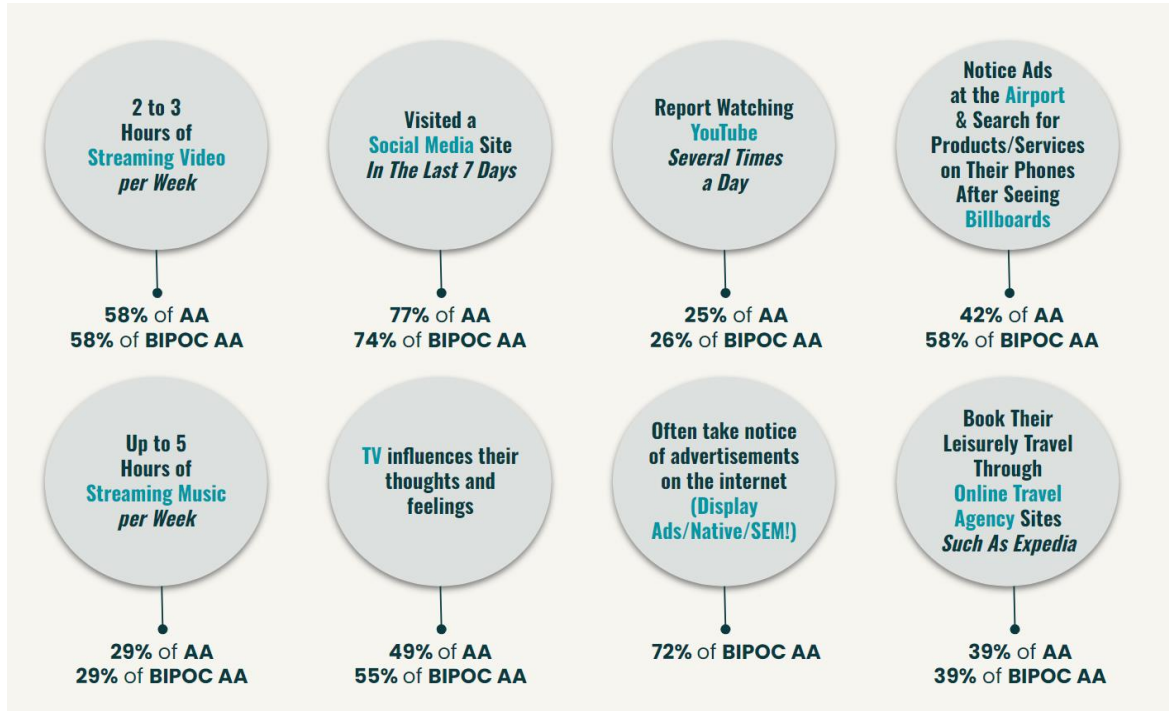 2 to 3
Hours of
Streaming Video
per Week
58% of AA
58% of BIPOC AA
Visited a
Social Media Site
In The Last 7 Days
77% of AA
74% of BIPOC AA
Report Watching
YouTube
Several Times
a Day
25% of AA
26% of BIPOC AA
Notice Ads
at the Airport
& Search for
Products/Services
on Their Phones
After Seeing
Billboards
42% of AA
58% of BIPOC AA
Up to 5
Hours of
Streaming Music
per Week
29% of AA
29% of BIPOC AA
TV influences their
thoughts and
feelings
49% of AA
55% of BIPOC AA
Often take notice
of advertisements
on the internet
(Display
Ads/Native/SEM!)
72% of BIPOC AA
Book Their
Leisurely Travel
Through
Online Travel
Agency Sites
Such As Expedia
39% of AA
39% of BIPOC AA